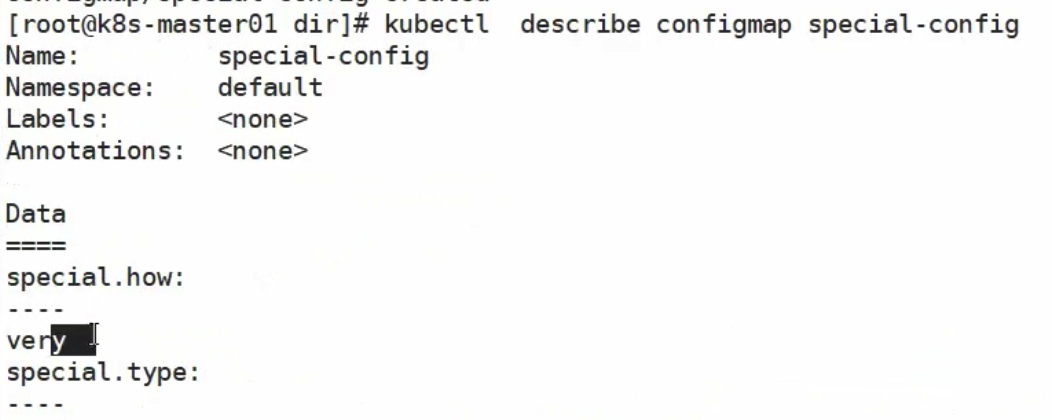 [root@k8s-master01 dir]# kubectl  describe configmap special-config
Name:         special-config
Namespace:    default
Labels:       <none>
Annotations:  <none>

Data
====
special.how:
----
very
special.type:
----